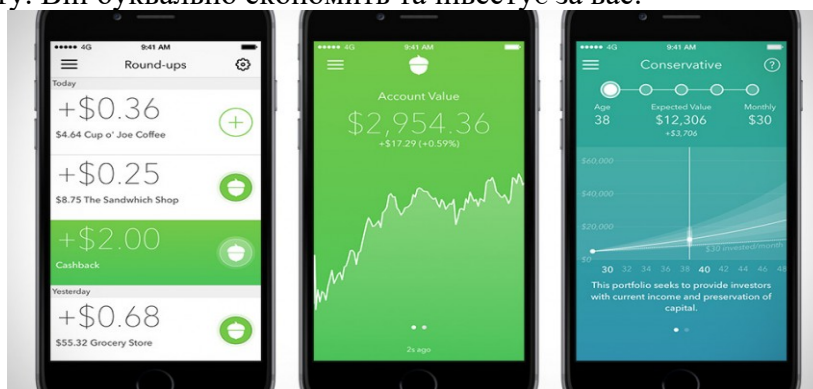 ту. Він буквально економить та інвестує за вас.
4G 9:41 AM
Round-ups
Today
+$0.36
$4.64 Cup o' Joe Coffee
+$0.25
$8.75 The Sandwhich Shop
+$2.00
Cashback
Yesterday
+$0.68
$55.32 Grocery Store
4G 9:41 AM
Account Value
$2,954.36
+$17.29 (+0.59%)
2s ago
4G 9:41 AM
Conservative ?
Age Expected Value Monthly
38 $12,306 $30
+$3,706
$60,000
$40,000
$20,000
$30 invested/month
$0
30 32 34 36 38 40 42 44 46 48
This portfolio seeks to provide investors
with current income and preservation of
capital.